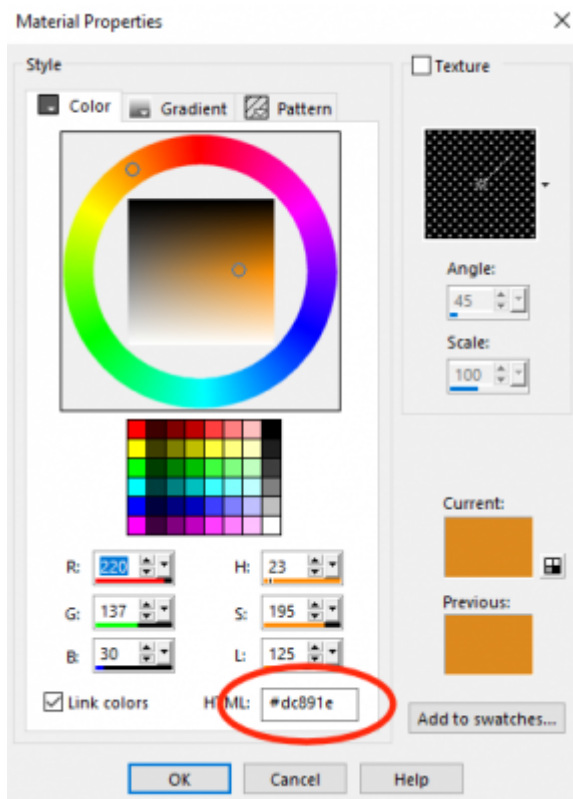 Material Properties
Style
Color
Gradient
Pattern
Texture
Angle:
45
Scale:
100
R: 220
H: 23
G: 137
S: 195
B: 30
L: 125
Current:
Previous:
Link colors
HTML: #dc891e
Add to swatches...
OK
Cancel
Help